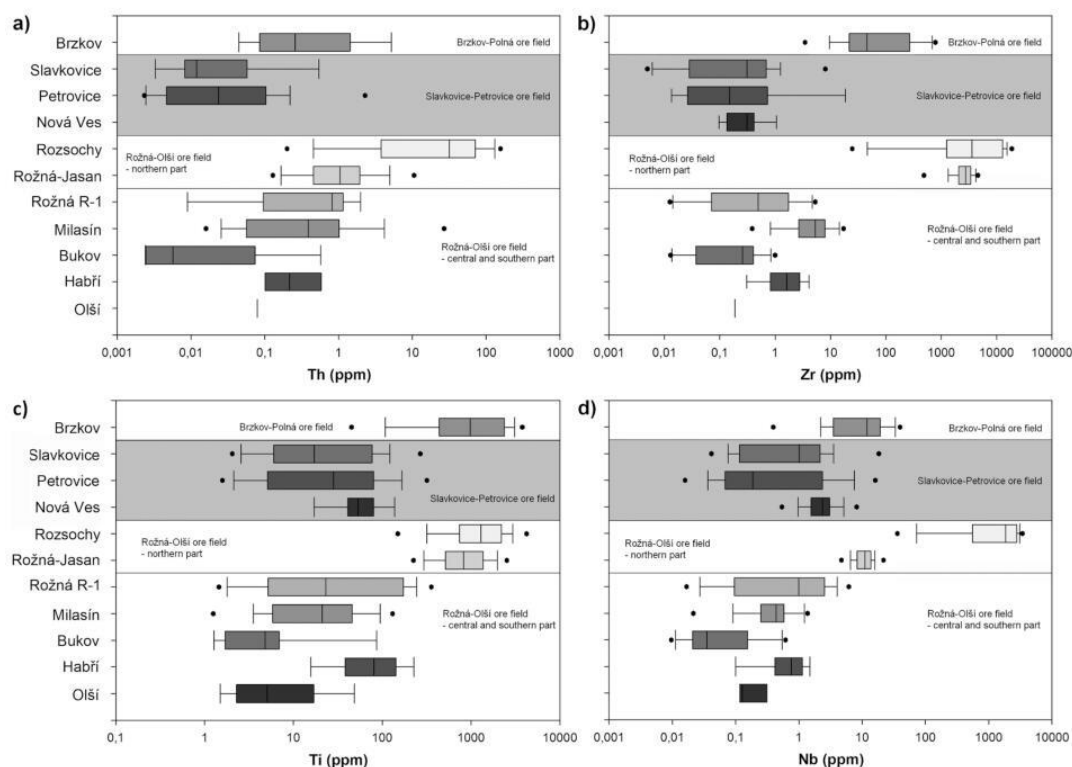 a)
Brzkov
Brzkov-Polná ore field
Slavkovice
Petrovice
Slavkovice-Petrovice ore field
Nová Ves
Rozsochy
Rožná-Olší ore field
- northern part
Rožná-Jasan
Rožná R-1
Milasín
Rožná-Olší ore field
- central and southern part
Bukov
Habří
Olší
0,001 0,01 0,1 1 10 100 1000
Th (ppm)
b)
Brzkov-Polná ore field
Slavkovice-Petrovice ore field
Rožná-Olší ore field
- northern part
Rožná-Olší ore field
- central and southern part
0,001 0,01 0,1 1 10 100 1000 10000 100000
Zr (ppm)
c)
Brzkov
Brzkov-Polná ore field
Slavkovice
Petrovice
Slavkovice-Petrovice ore field
Nová Ves
Rozsochy
Rožná-Olší ore field
- northern part
Rožná-Jasan
Rožná R-1
Milasín
Rožná-Olší ore field
- central and southern part
Bukov
Habří
Olší
0,1 1 10 100 1000 10000
Ti (ppm)
d)
Brzkov-Polná ore field
Slavkovice-Petrovice ore field
Rožná-Olší ore field
- northern part
Rožná-Olší ore field
- central and southern part
0,001 0,01 0,1 1 10 100 1000 10000
Nb (ppm)